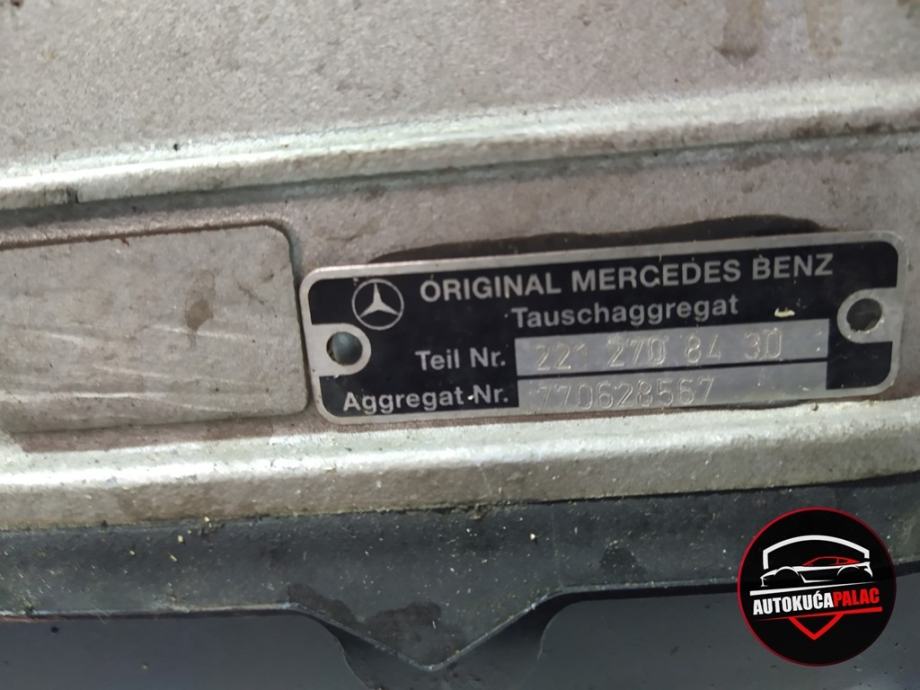 ORIGINAL MERCEDES BENZ
Tauschaggregat
Teil Nr. 221 270 84 30
Aggregat-Nr. 770628567
AUTOKUĆAPALAC